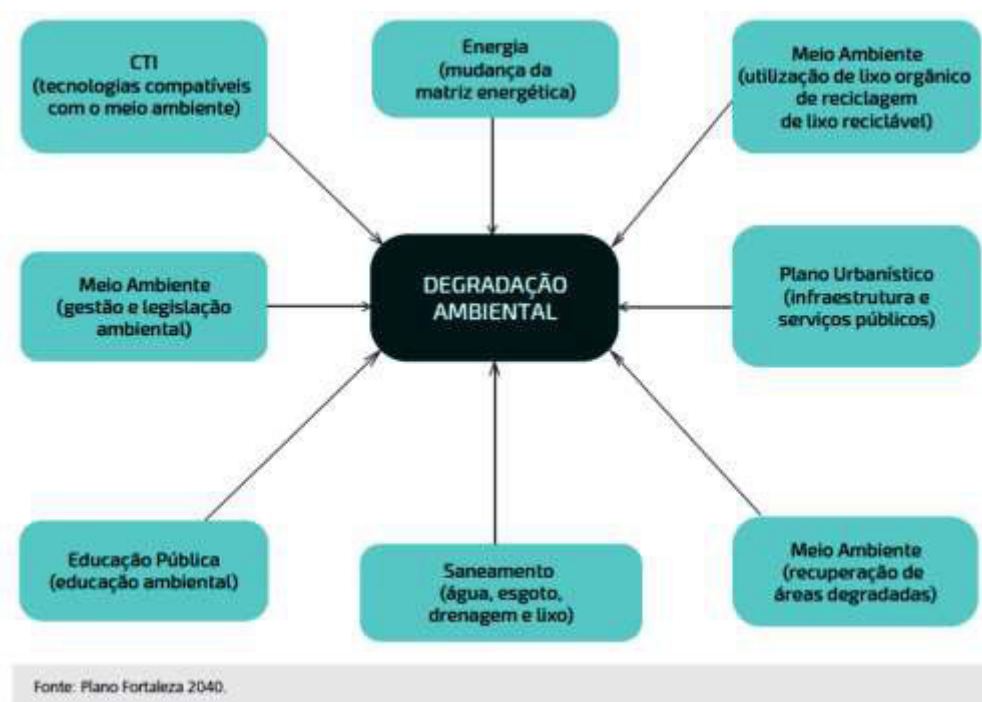 CTI
(tecnologias compatíveis
com o meio ambiente)
Energia
(mudança da
matriz energética)
Meio Ambiente
(utilização de lixo orgânico
de reciclagem
de lixo reciclável)
Meio Ambiente
(gestão e legislação
ambiental)
DEGRADAÇÃO
AMBIENTAL
Plano Urbanístico
(infraestrutura e
serviços públicos)
Educação Pública
(educação ambiental)
Saneamento
(água, esgoto,
drenagem e lixo)
Meio Ambiente
(recuperação de
áreas degradadas)
Fonte: Plano Fortaleza 2040.